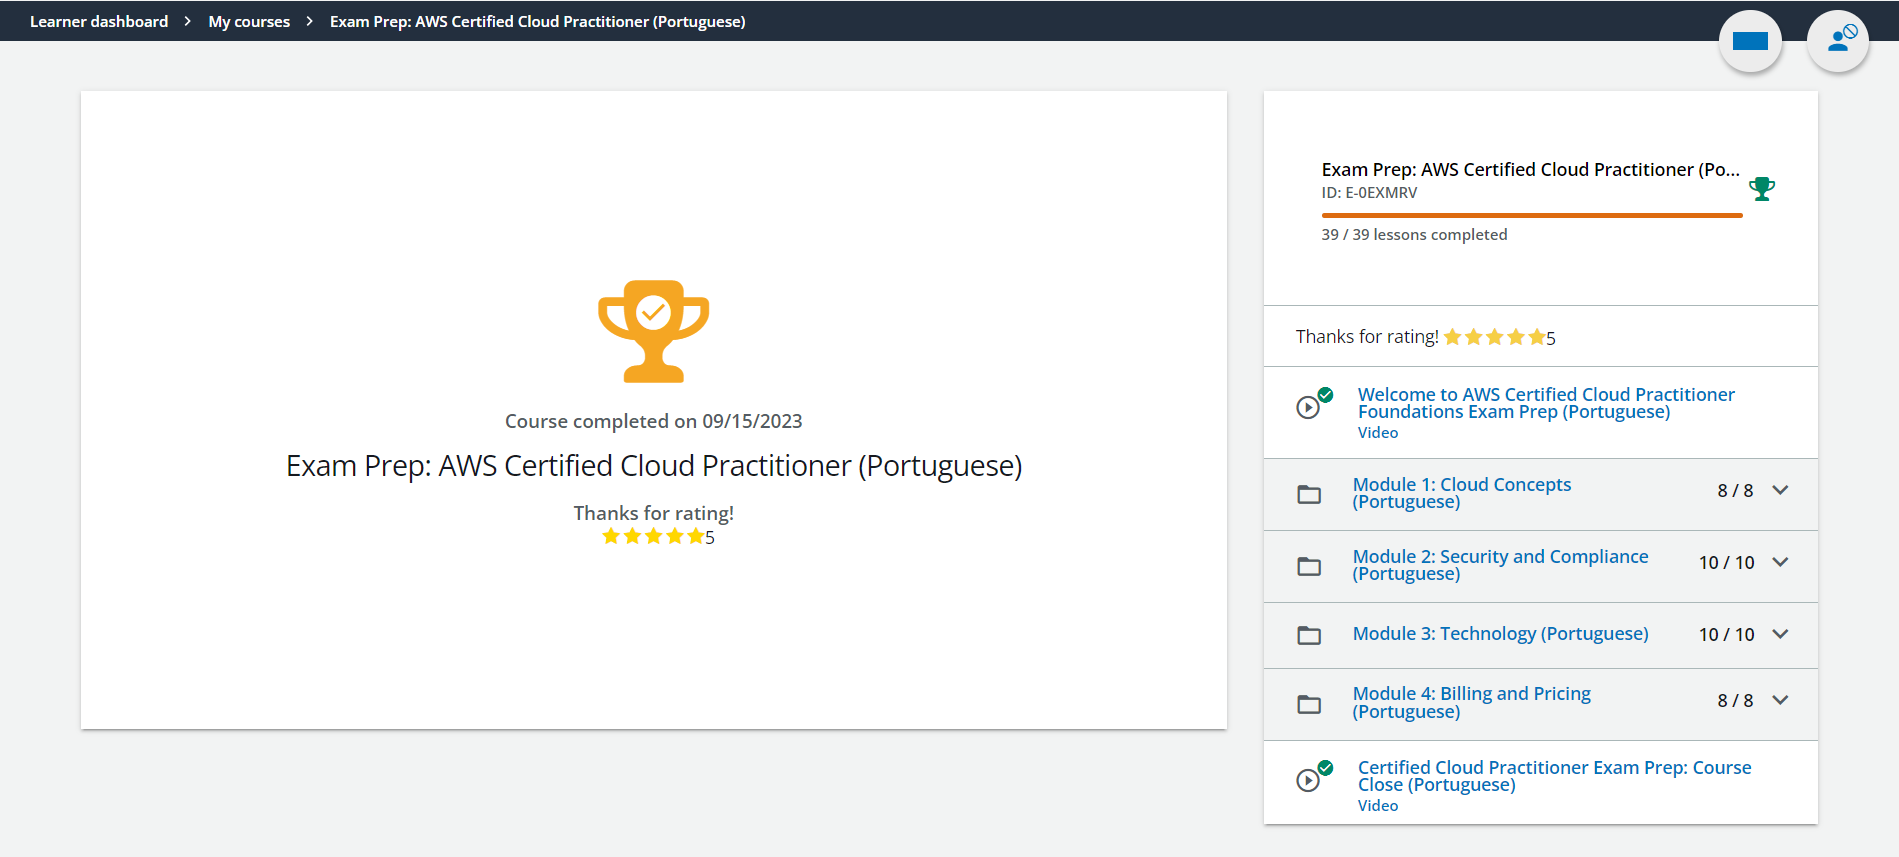 Learner dashboard > My courses > Exam Prep: AWS Certified Cloud Practitioner (Portuguese)
Course completed on 09/15/2023
Exam Prep: AWS Certified Cloud Practitioner (Portuguese)
Thanks for rating!
5
Exam Prep: AWS Certified Cloud Practitioner (Po...
ID: E-0EXMRV
39 / 39 lessons completed
Thanks for rating! 5
Welcome to AWS Certified Cloud Practitioner
Foundations Exam Prep (Portuguese)
Video
Module 1: Cloud Concepts
(Portuguese)
8 / 8
Module 2: Security and Compliance
(Portuguese)
10 / 10
Module 3: Technology (Portuguese)
10 / 10
Module 4: Billing and Pricing
(Portuguese)
8 / 8
Certified Cloud Practitioner Exam Prep: Course
Close (Portuguese)
Video